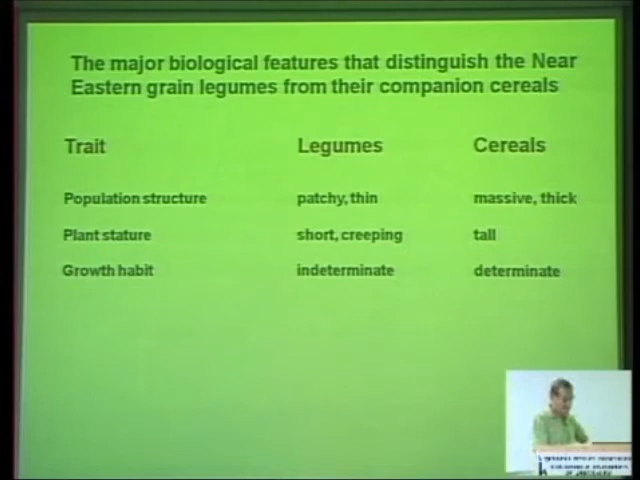 The major biological features that distinguish the Near
Eastern grain legumes from their companion cereals
Trait Legumes Cereals
Population structure patchy, thin massive, thick
Plant stature short, creeping tall
Growth habit indeterminate determinate